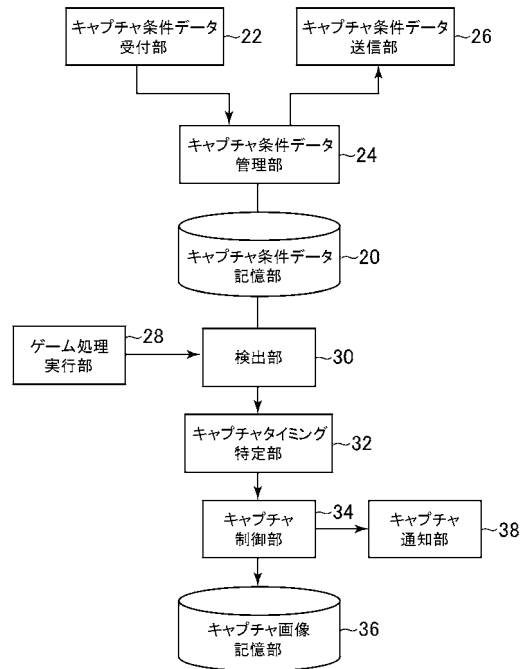 キャプチャ条件データ
受付部
22
キャプチャ条件データ
送信部
26
キャプチャ条件データ
管理部
24
キャプチャ条件データ
記憶部
20
ゲーム処理
実行部
28
検出部
30
キャプチャタイミング
特定部
32
キャプチャ
制御部
34
キャプチャ
通知部
38
キャプチャ画像
記憶部
36